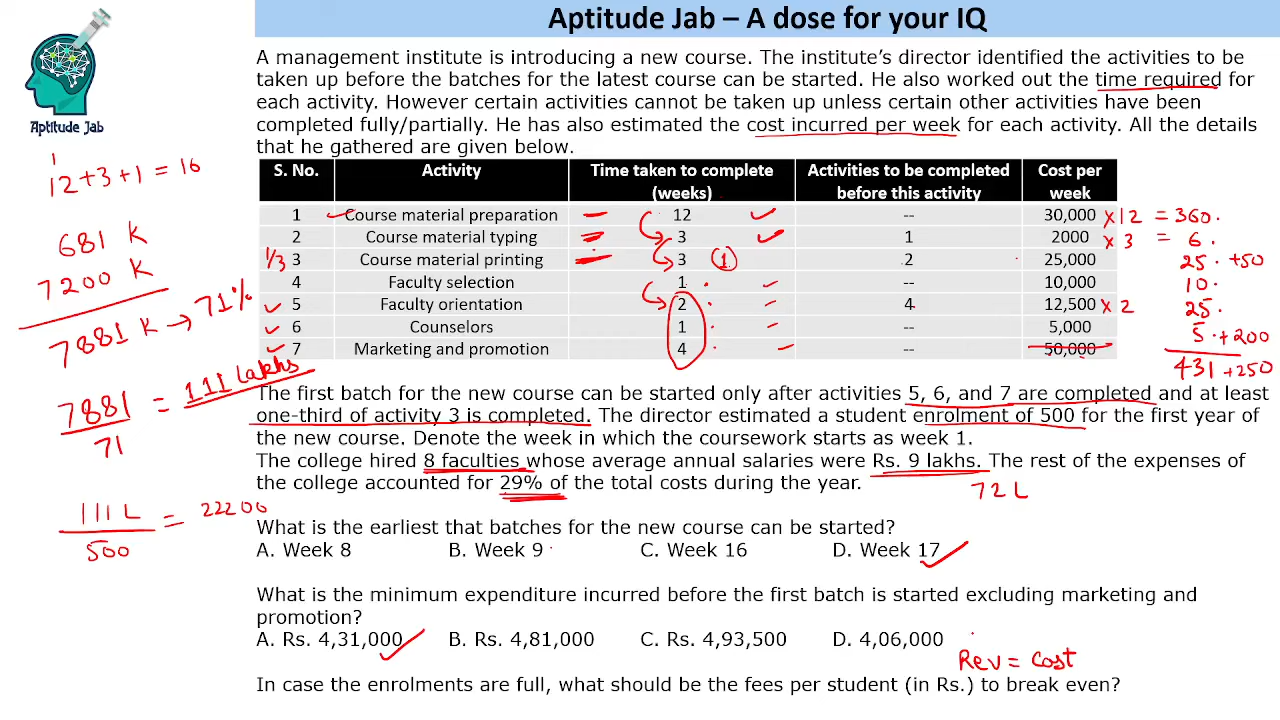 Aptitude Jab – A dose for your IQ
Aptitude Jab
A management institute is introducing a new course. The institute's director identified the activities to be
taken up before the batches for the latest course can be started. He also worked out the time required for
each activity. However certain activities cannot be taken up unless certain other activities have been
completed fully/partially. He has also estimated the cost incurred per week for each activity. All the details
that he gathered are given below.
S. No. Activity Time taken to complete (weeks) Activities to be completed before this activity Cost per week
1 Course material preparation 12 -- 30,000 x 12 = 360.
2 Course material typing 3 1 2000 x 3 = 6.
1/3 3 Course material printing 3 1 2 25,000 25. +50
4 Faculty selection 1 -- 10,000 10.
5 Faculty orientation 2 4 12,500 x 2 25.
6 Counselors 1 -- 5,000 5. +200
7 Marketing and promotion 4 -- 50,000
431 +250
1
12 + 3 + 1 = 16
681 K
7200 K
7881 K → 71%
7881 = 111 lakhs
71
111 L = 22200
500
The first batch for the new course can be started only after activities 5, 6, and 7 are completed and at least
one-third of activity 3 is completed. The director estimated a student enrolment of 500 for the first year of
the new course. Denote the week in which the coursework starts as week 1.
The college hired 8 faculties whose average annual salaries were Rs. 9 lakhs. The rest of the expenses of
the college accounted for 29% of the total costs during the year.
72 L
What is the earliest that batches for the new course can be started?
A. Week 8 B. Week 9 C. Week 16 D. Week 17
What is the minimum expenditure incurred before the first batch is started excluding marketing and
promotion?
A. Rs. 4,31,000 B. Rs. 4,81,000 C. Rs. 4,93,500 D. 4,06,000
Rev = Cost
In case the enrolments are full, what should be the fees per student (in Rs.) to break even?